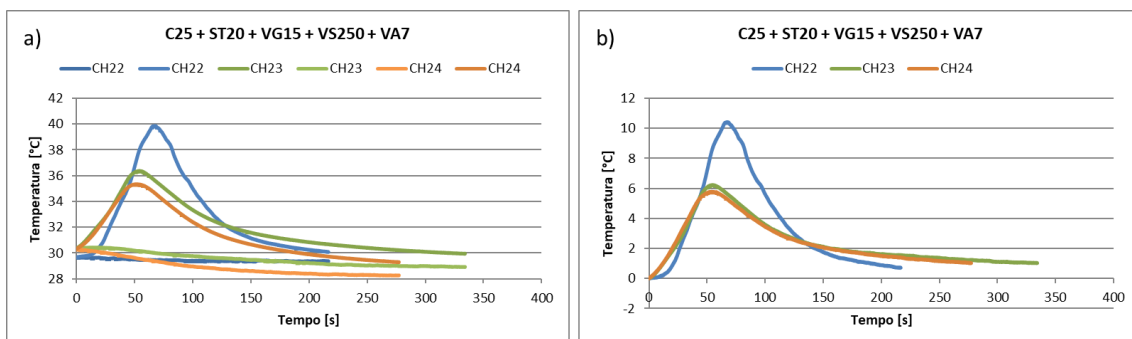 a)
C25 + ST20 + VG15 + VS250 + VA7
CH22 CH22 CH23 CH23 CH24 CH24
Temperatura [°C]
42
40
38
36
34
32
30
28
0 50 100 150 200 250 300 350 400
Tempo [s]
b)
C25 + ST20 + VG15 + VS250 + VA7
CH22 CH23 CH24
Temperatura [°C]
12
10
8
6
4
2
0
-2
0 50 100 150 200 250 300 350 400
Tempo [s]